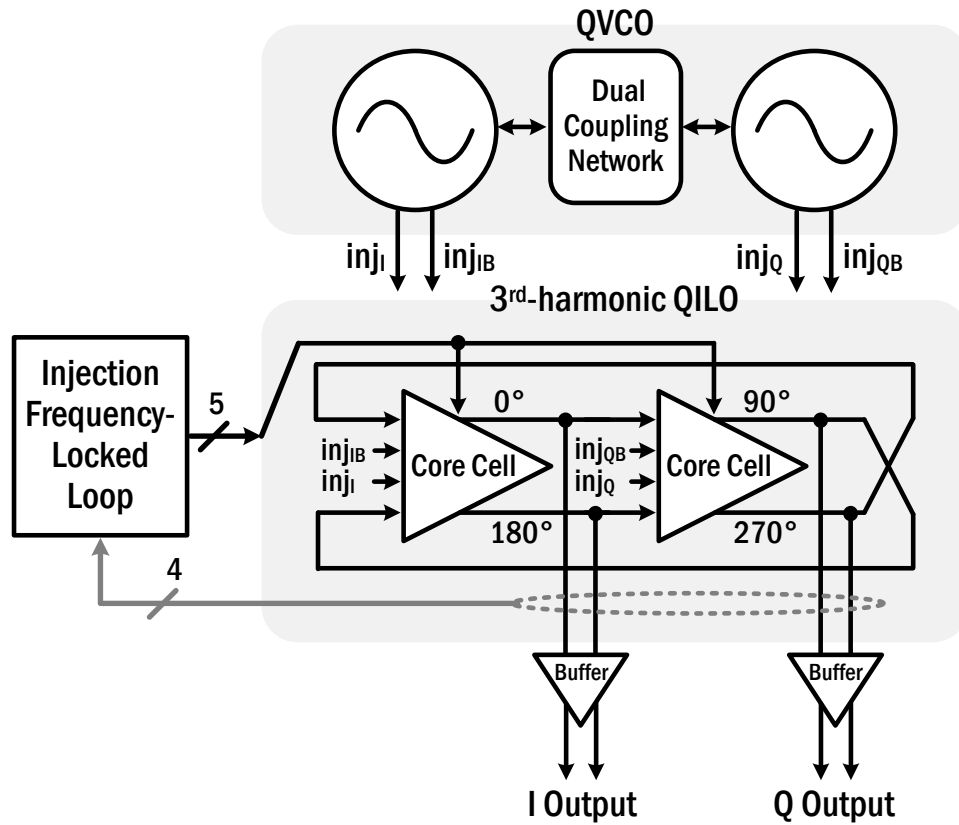 QVCO
Dual
Coupling
Network
injI
injIB
injQ
injQB
3rd-harmonic QILO
Injection
Frequency-
Locked
Loop
5
4
0°
90°
injIB
injI
Core Cell
injQB
injQ
Core Cell
180°
270°
Buffer
Buffer
I Output
Q Output